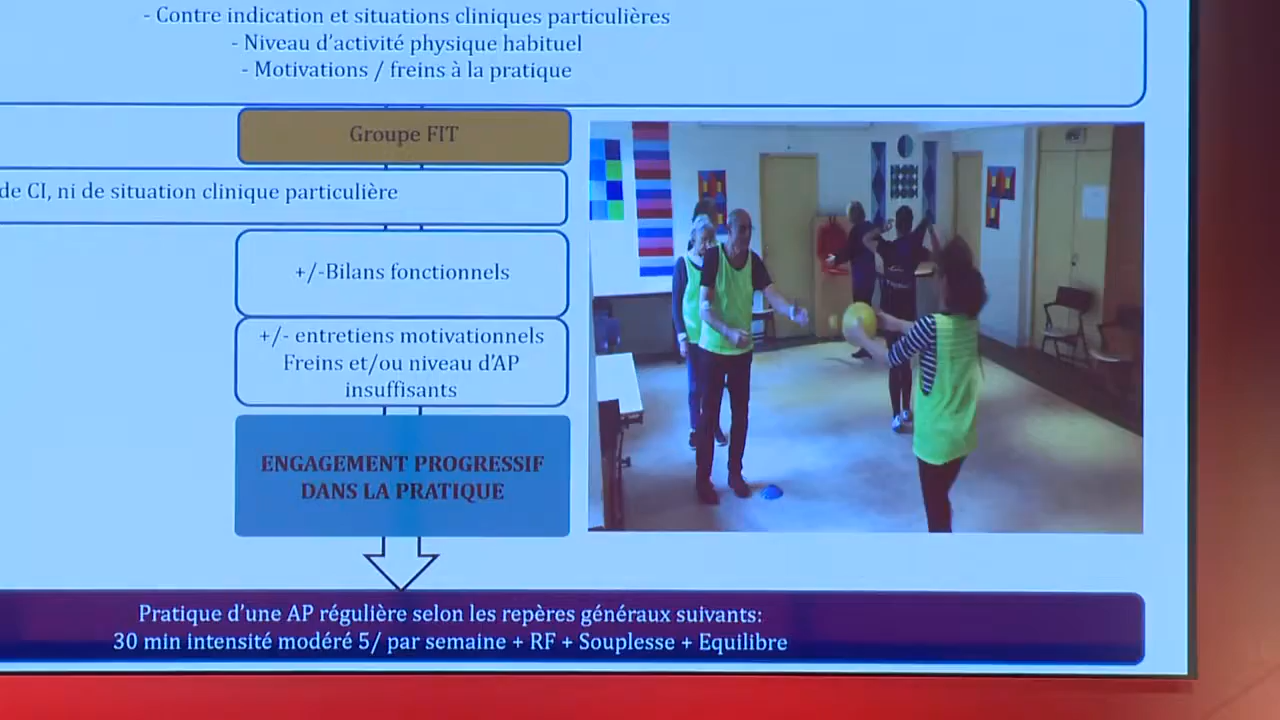 - Contre indication et situations cliniques particulières
- Niveau d'activité physique habituel
- Motivations / freins à la pratique
Groupe FIT
de CI, ni de situation clinique particulière
+/-Bilans fonctionnels
+/- entretiens motivationnels
Freins et/ou niveau d'AP
insuffisants
ENGAGEMENT PROGRESSIF
DANS LA PRATIQUE
Pratique d'une AP régulière selon les repères généraux suivants:
30 min intensité modéré 5/ par semaine + RF + Souplesse + Equilibre